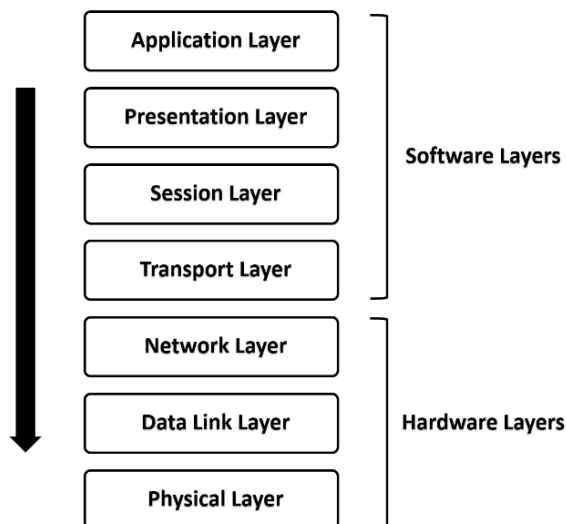 Application Layer
Presentation Layer
Software Layers
Session Layer
Transport Layer
Network Layer
Data Link Layer
Hardware Layers
Physical Layer